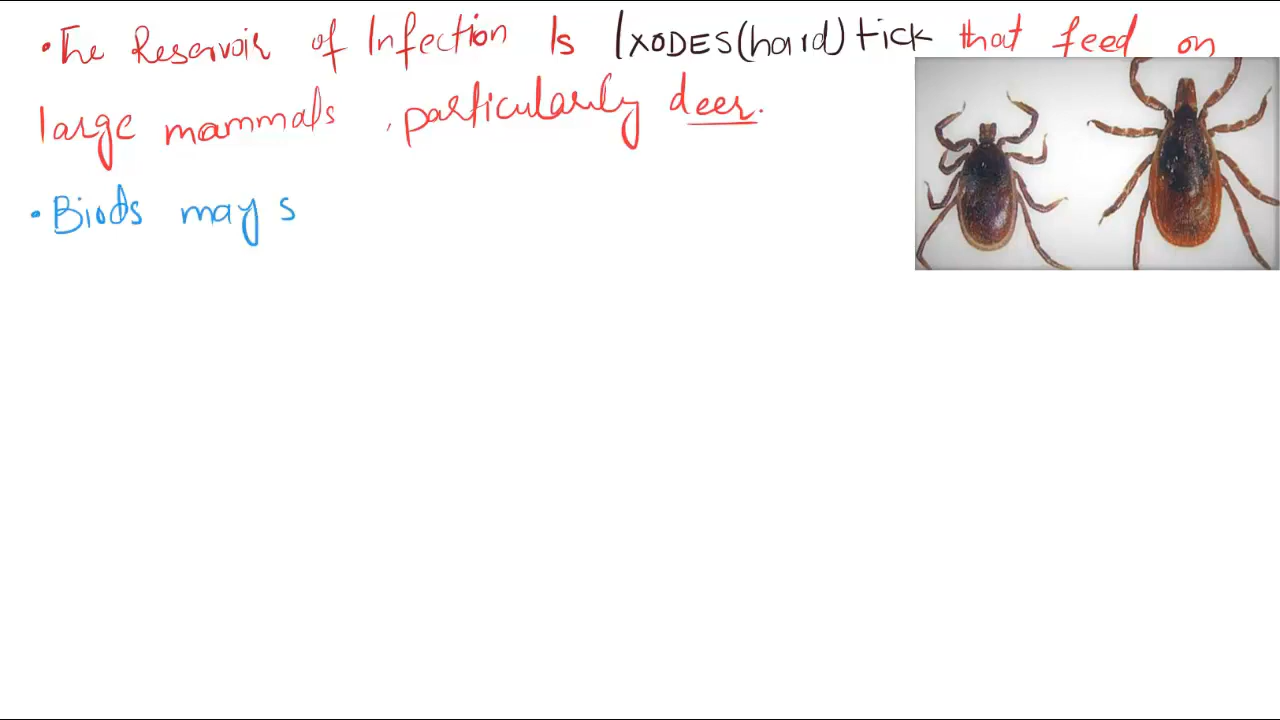 • The Reservoir of Infection Is IXODES (hard) tick that feed on
large mammals, particularly deer.
• Birds may s